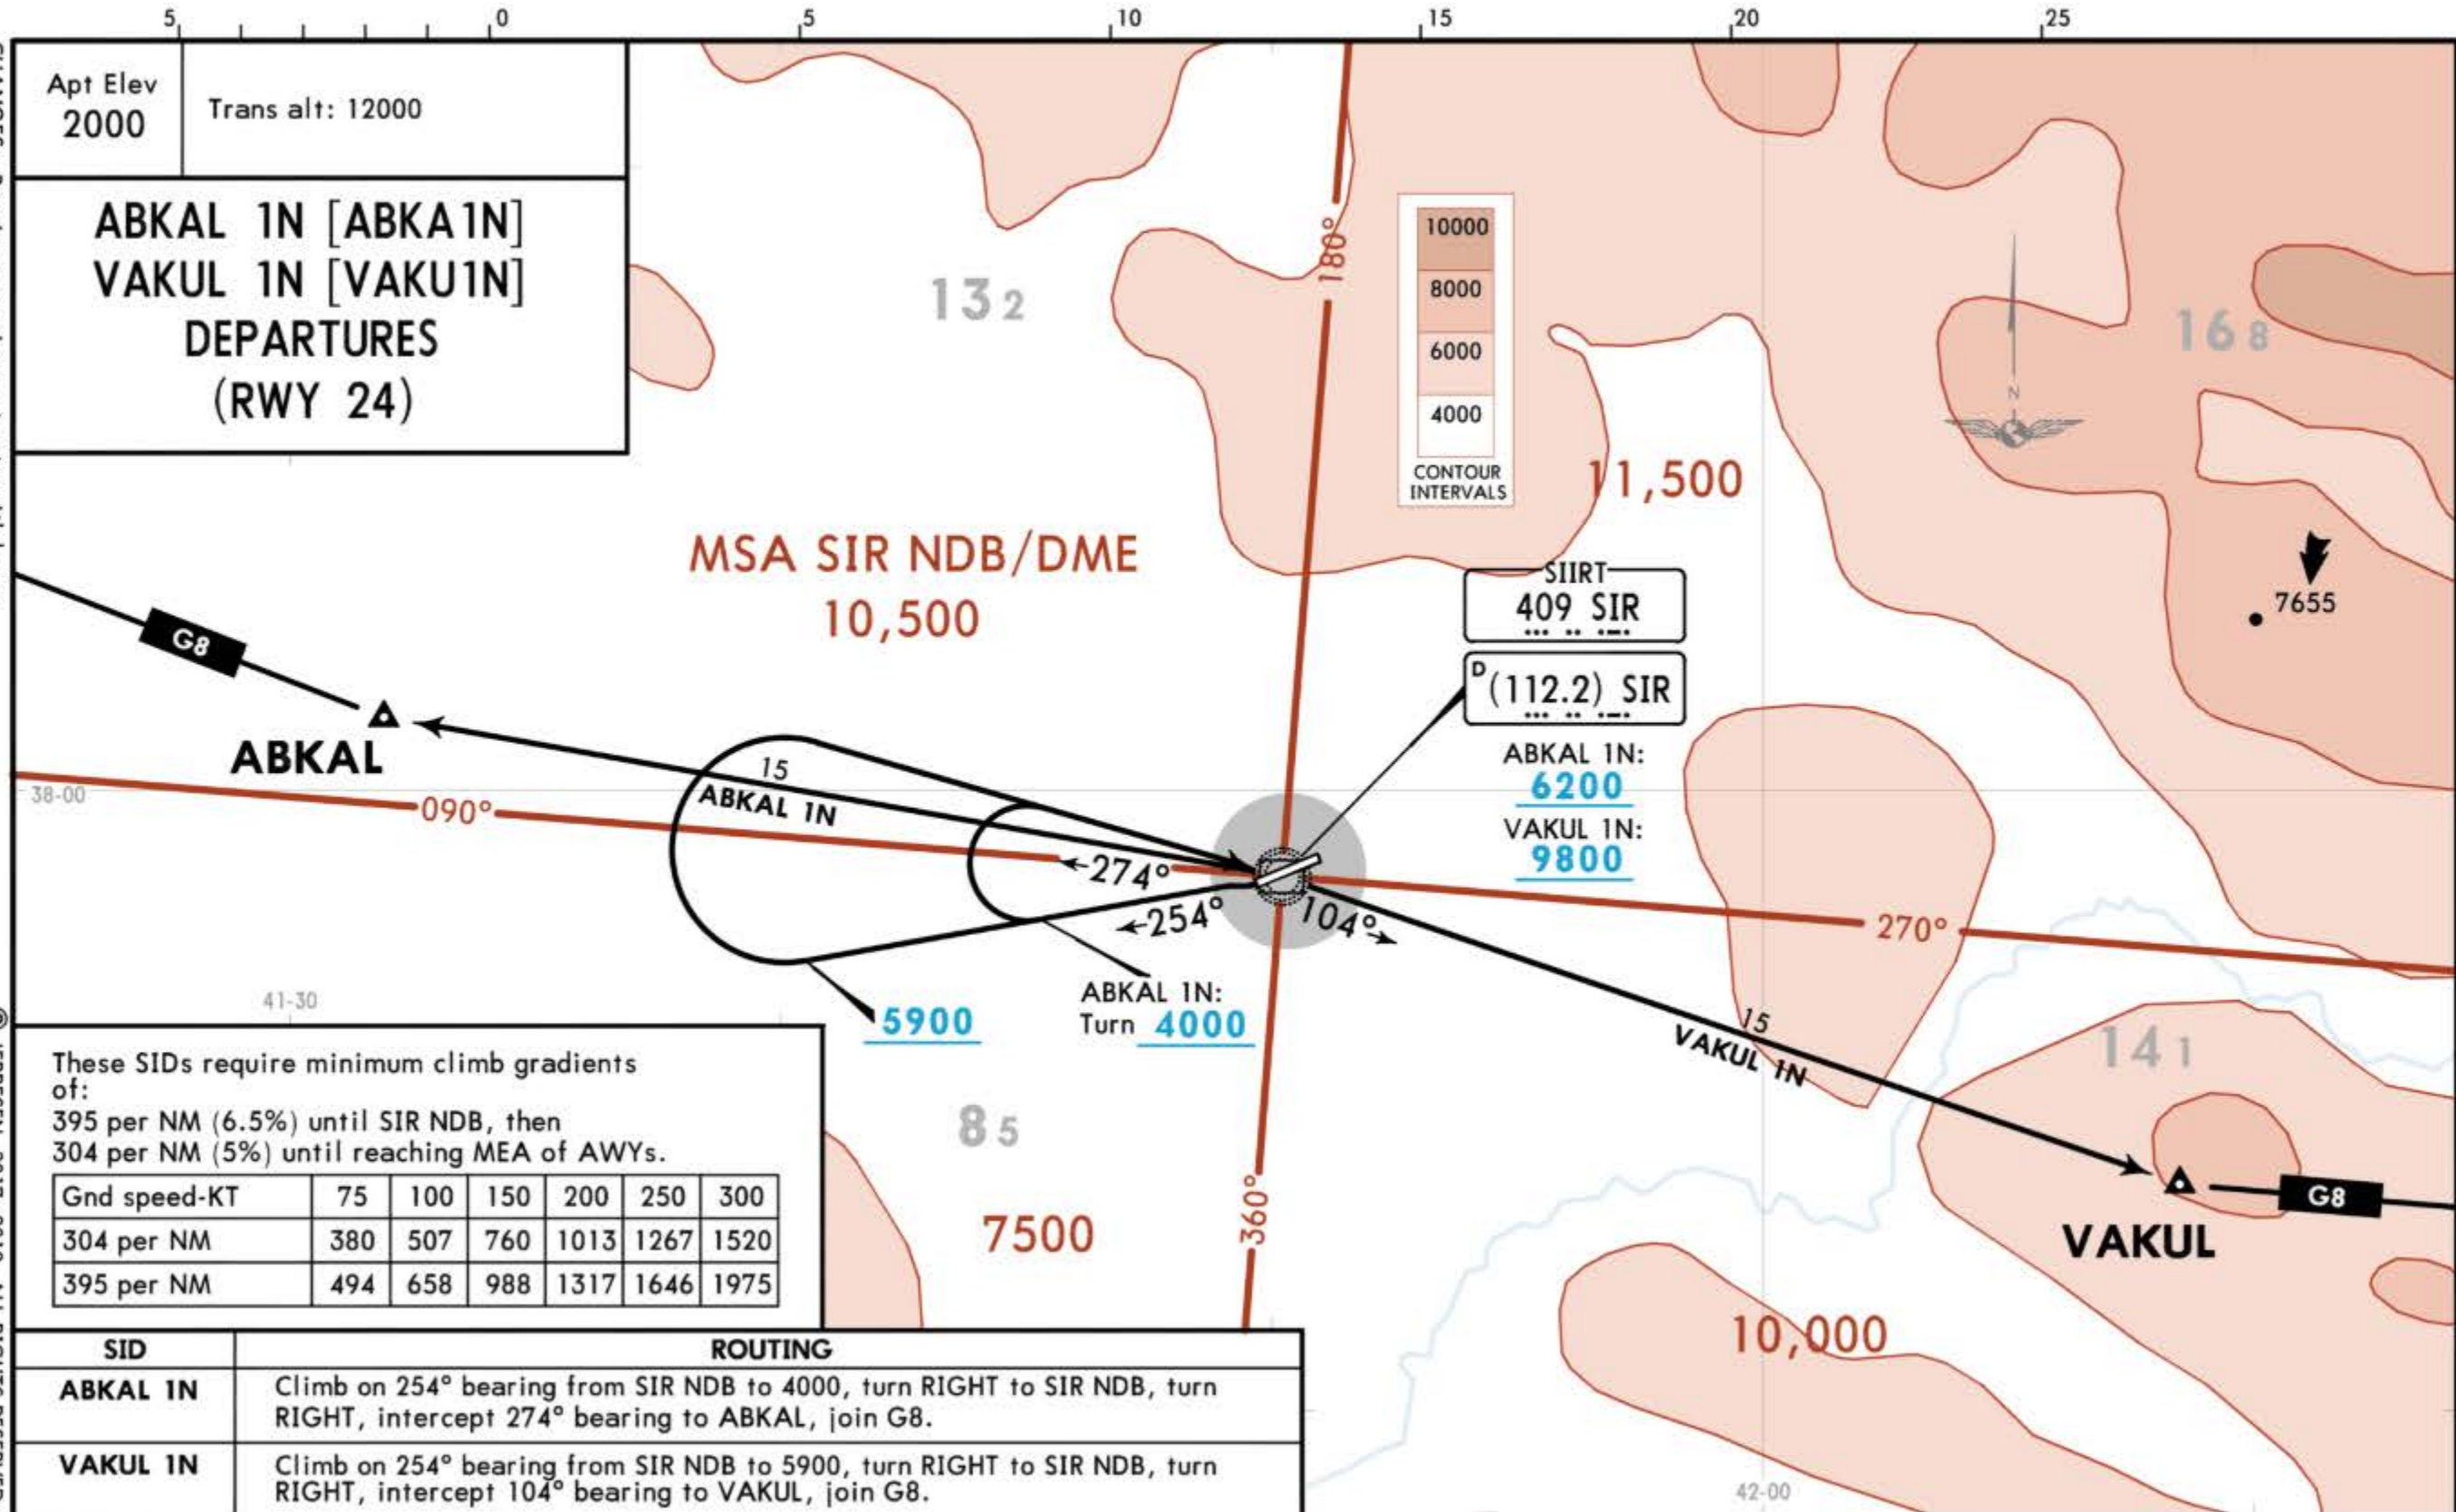 5 0 5 10 15 20 25
Apt Elev
2000
Trans alt: 12000
ABKAL 1N [ABKA1N]
VAKUL 1N [VAKU1N]
DEPARTURES
(RWY 24)
132
180°
10000
8000
6000
4000
CONTOUR
INTERVALS
N
168
11,500
MSA SIR NDB/DME
10,500
SIIRT
409 SIR
D (112.2) SIR
7655
G8
ABKAL
15
ABKAL 1N
38-00
090°
274°
254°
104°
ABKAL 1N:
6200
VAKUL 1N:
9800
270°
41-30
5900
ABKAL 1N:
Turn 4000
15
VAKUL 1N
141
These SIDs require minimum climb gradients
of:
395 per NM (6.5%) until SIR NDB, then
304 per NM (5%) until reaching MEA of AWYs.
Gnd speed-KT 75 100 150 200 250 300
304 per NM 380 507 760 1013 1267 1520
395 per NM 494 658 988 1317 1646 1975
85
7500
360°
G8
VAKUL
10,000
SID ROUTING
ABKAL 1N Climb on 254° bearing from SIR NDB to 4000, turn RIGHT to SIR NDB, turn
RIGHT, intercept 274° bearing to ABKAL, join G8.
VAKUL 1N Climb on 254° bearing from SIR NDB to 5900, turn RIGHT to SIR NDB, turn
RIGHT, intercept 104° bearing to VAKUL, join G8.
42-00